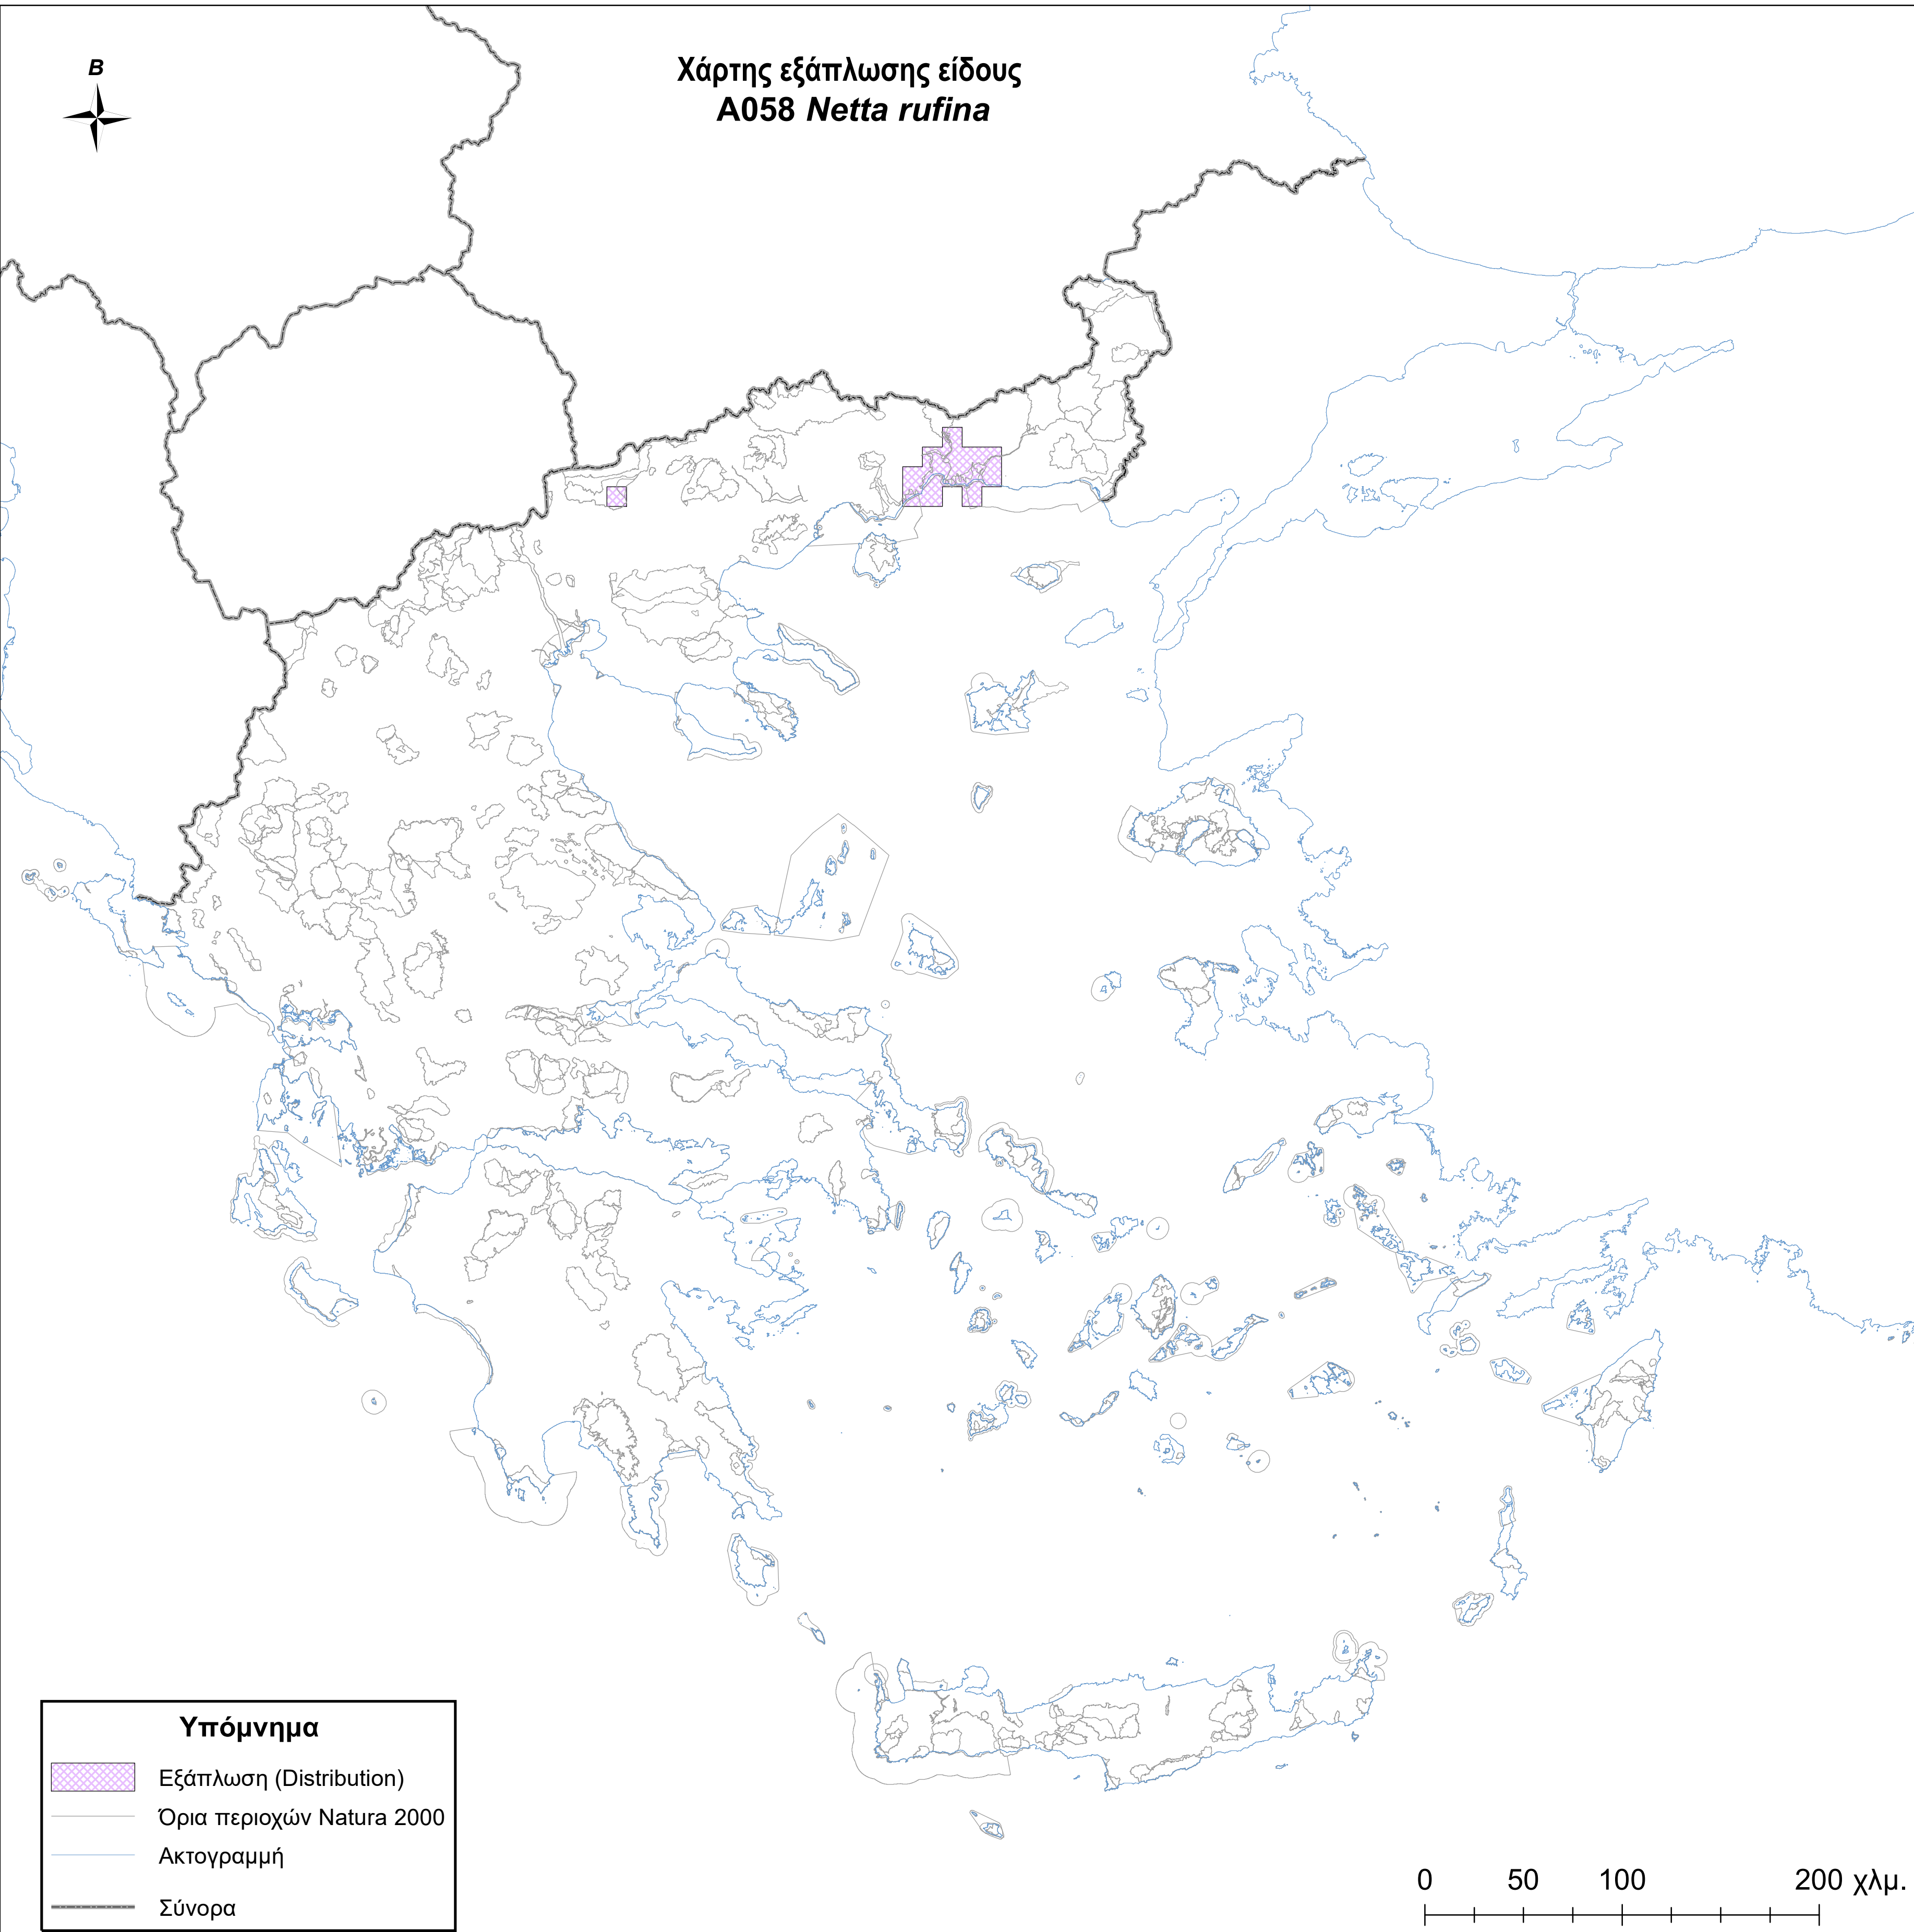 B
Χάρτης εξάπλωσης είδους
A058 Netta rufina
Υπόμνημα
Εξάπλωση (Distribution)
Όρια περιοχών Natura 2000
Ακτογραμμή
Σύνορα
0 50 100 200 χλμ.